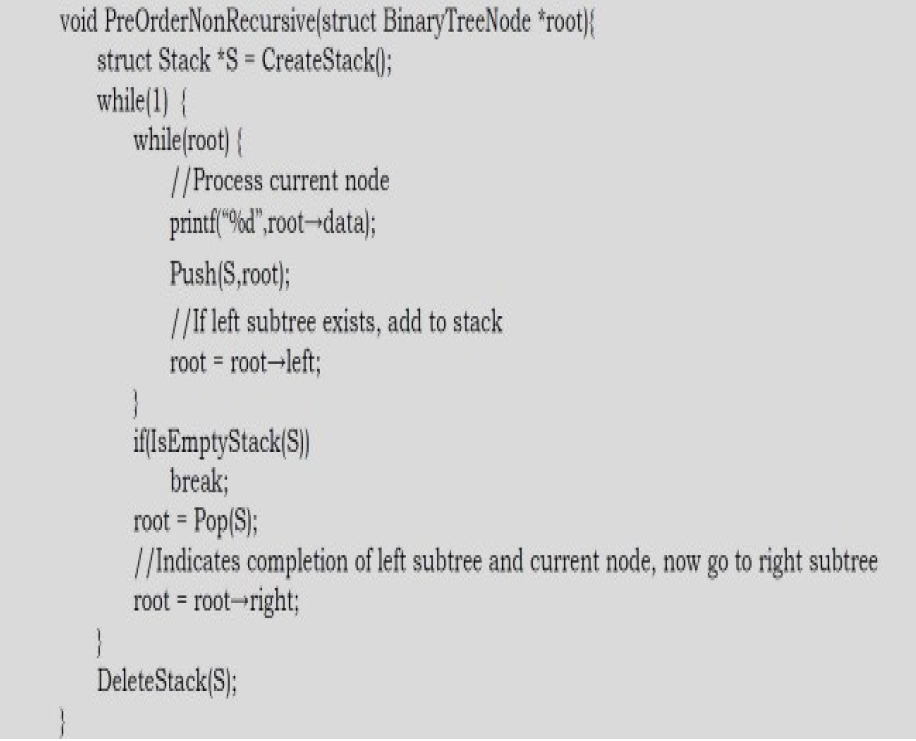 void PreOrderNonRecursive(struct BinaryTreeNode *root){
struct Stack *S = CreateStack();
while(1) {
while(root) {
//Process current node
printf(“%d”,root→data);
Push(S,root);
//If left subtree exists, add to stack
root = root→left;
}
if(IsEmptyStack(S))
break;
root = Pop(S);
//Indicates completion of left subtree and current node, now go to right subtree
root = root→right;
}
DeleteStack(S);
}